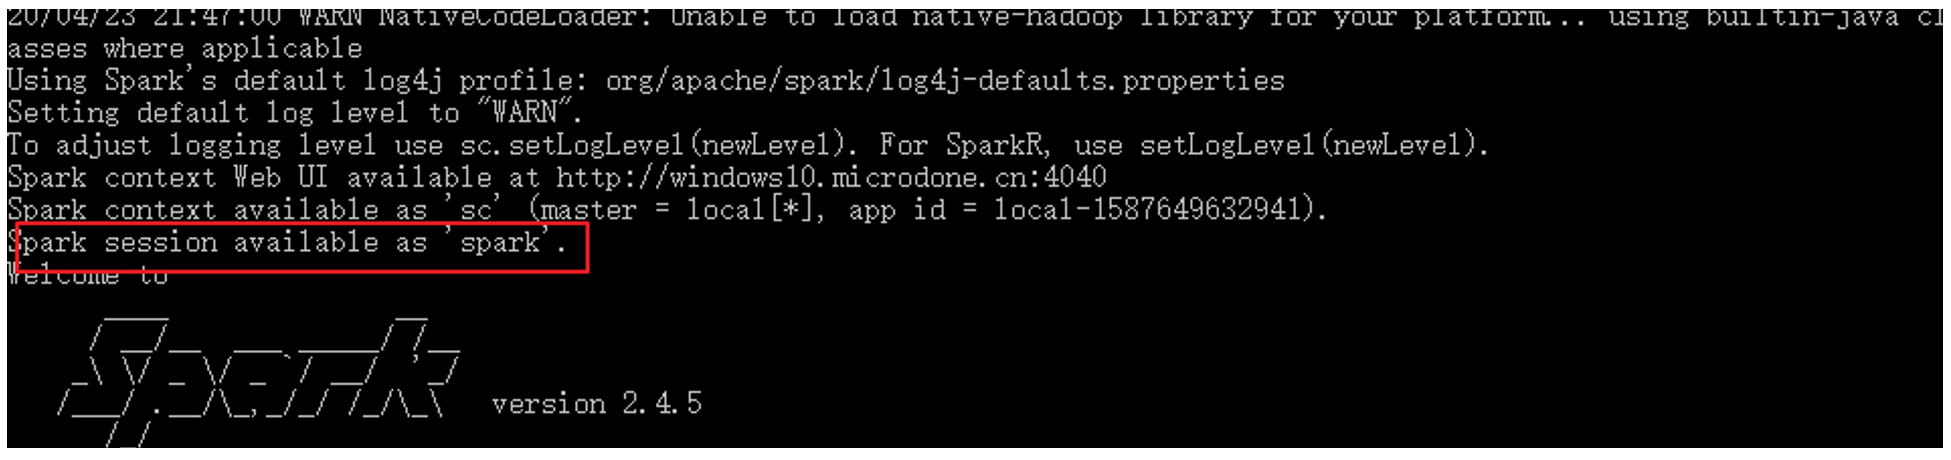 20/04/23 21:47:00 WARN NativeCodeLoader: Unable to load native-hadoop library for your platform... using builtin-java cl
asses where applicable
Using Spark's default log4j profile: org/apache/spark/log4j-defaults.properties
Setting default log level to "WARN".
To adjust logging level use sc.setLogLevel(newLevel). For SparkR, use setLogLevel(newLevel).
Spark context Web UI available at http://windows10.microdone.cn:4040
Spark context available as 'sc' (master = local[*], app id = local-1587649632941).
Spark session available as 'spark'.
Welcome to
Spark version 2.4.5